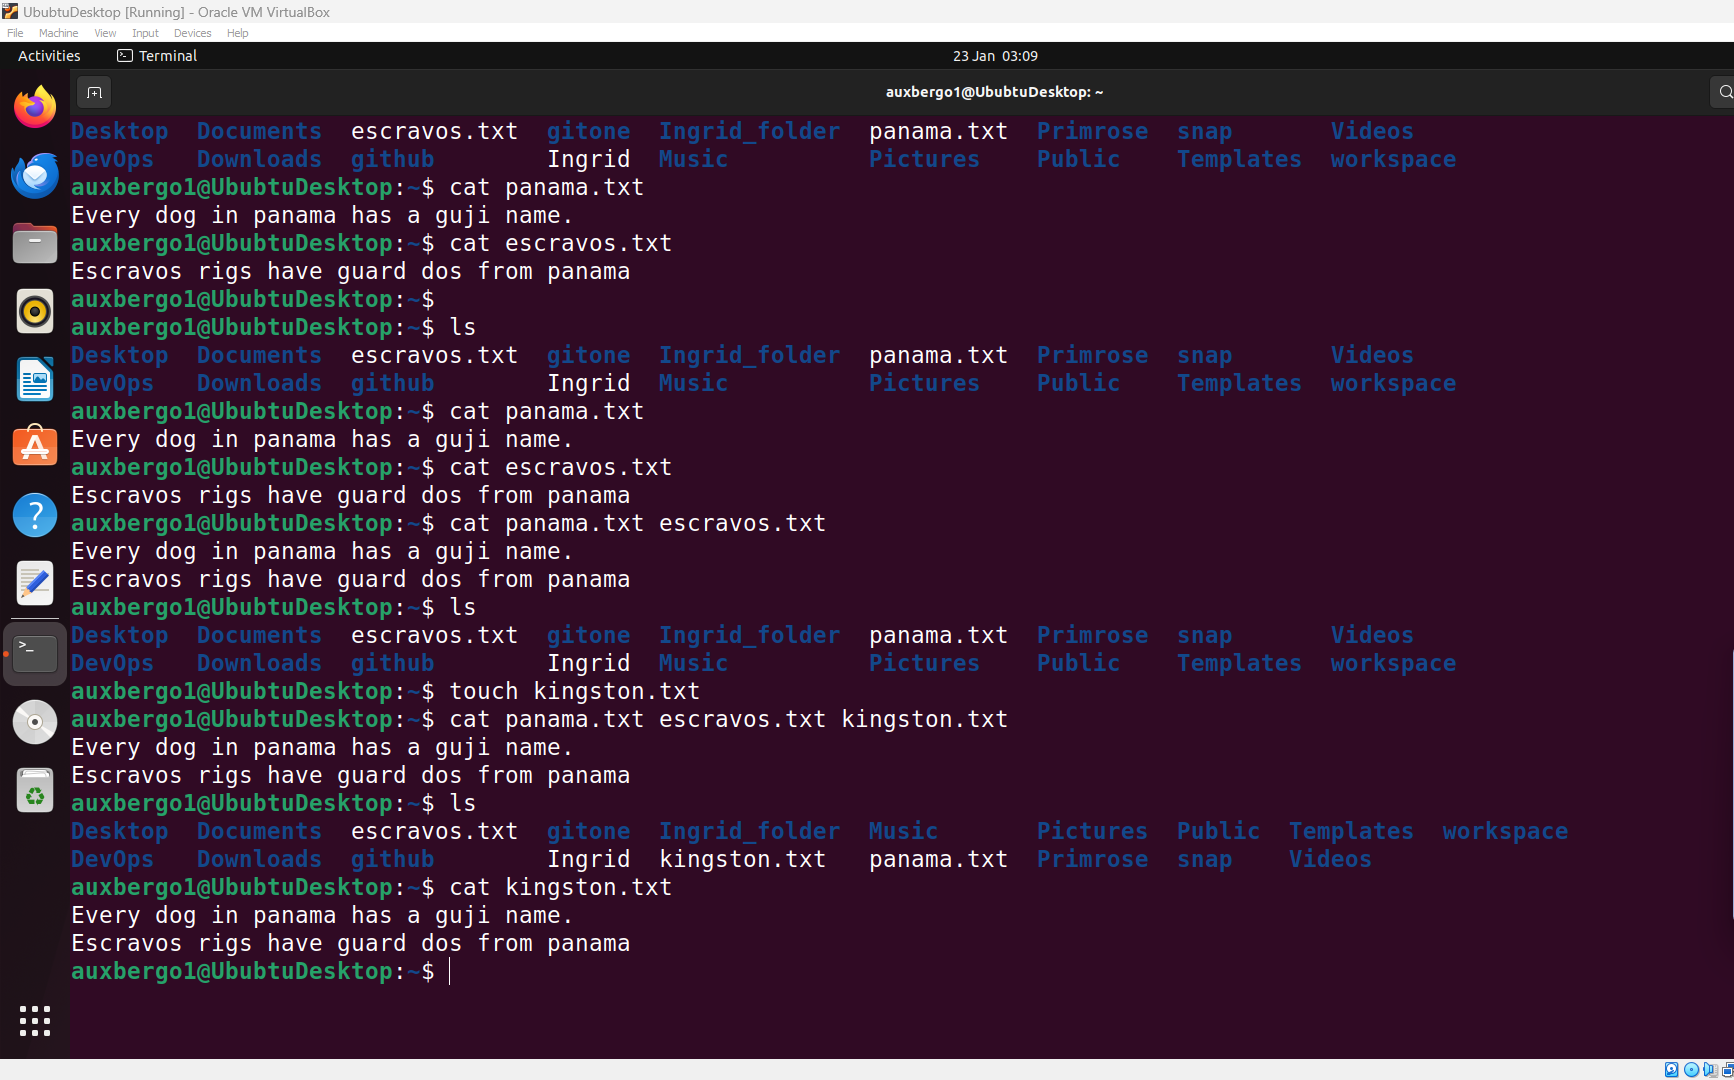 UbubtuDesktop [Running] - Oracle VM VirtualBox
File Machine View Input Devices Help
Activities Terminal 23 Jan 03:09
auxbergo1@UbubtuDesktop: ~
Desktop Documents escravos.txt gitone Ingrid_folder panama.txt Primrose snap Videos
DevOps Downloads github Ingrid Music Pictures Public Templates workspace
auxbergo1@UbubtuDesktop:~$ cat panama.txt
Every dog in panama has a guji name.
auxbergo1@UbubtuDesktop:~$ cat escravos.txt
Escravos rigs have guard dos from panama
auxbergo1@UbubtuDesktop:~$
auxbergo1@UbubtuDesktop:~$ ls
Desktop Documents escravos.txt gitone Ingrid_folder panama.txt Primrose snap Videos
DevOps Downloads github Ingrid Music Pictures Public Templates workspace
auxbergo1@UbubtuDesktop:~$ cat panama.txt
Every dog in panama has a guji name.
auxbergo1@UbubtuDesktop:~$ cat escravos.txt
Escravos rigs have guard dos from panama
auxbergo1@UbubtuDesktop:~$ cat panama.txt escravos.txt
Every dog in panama has a guji name.
Escravos rigs have guard dos from panama
auxbergo1@UbubtuDesktop:~$ ls
Desktop Documents escravos.txt gitone Ingrid_folder panama.txt Primrose snap Videos
DevOps Downloads github Ingrid Music Pictures Public Templates workspace
auxbergo1@UbubtuDesktop:~$ touch kingston.txt
auxbergo1@UbubtuDesktop:~$ cat panama.txt escravos.txt kingston.txt
Every dog in panama has a guji name.
Escravos rigs have guard dos from panama
auxbergo1@UbubtuDesktop:~$ ls
Desktop Documents escravos.txt gitone Ingrid_folder Music Pictures Public Templates workspace
DevOps Downloads github Ingrid kingston.txt panama.txt Primrose snap Videos
auxbergo1@UbubtuDesktop:~$ cat kingston.txt
Every dog in panama has a guji name.
Escravos rigs have guard dos from panama
auxbergo1@UbubtuDesktop:~$